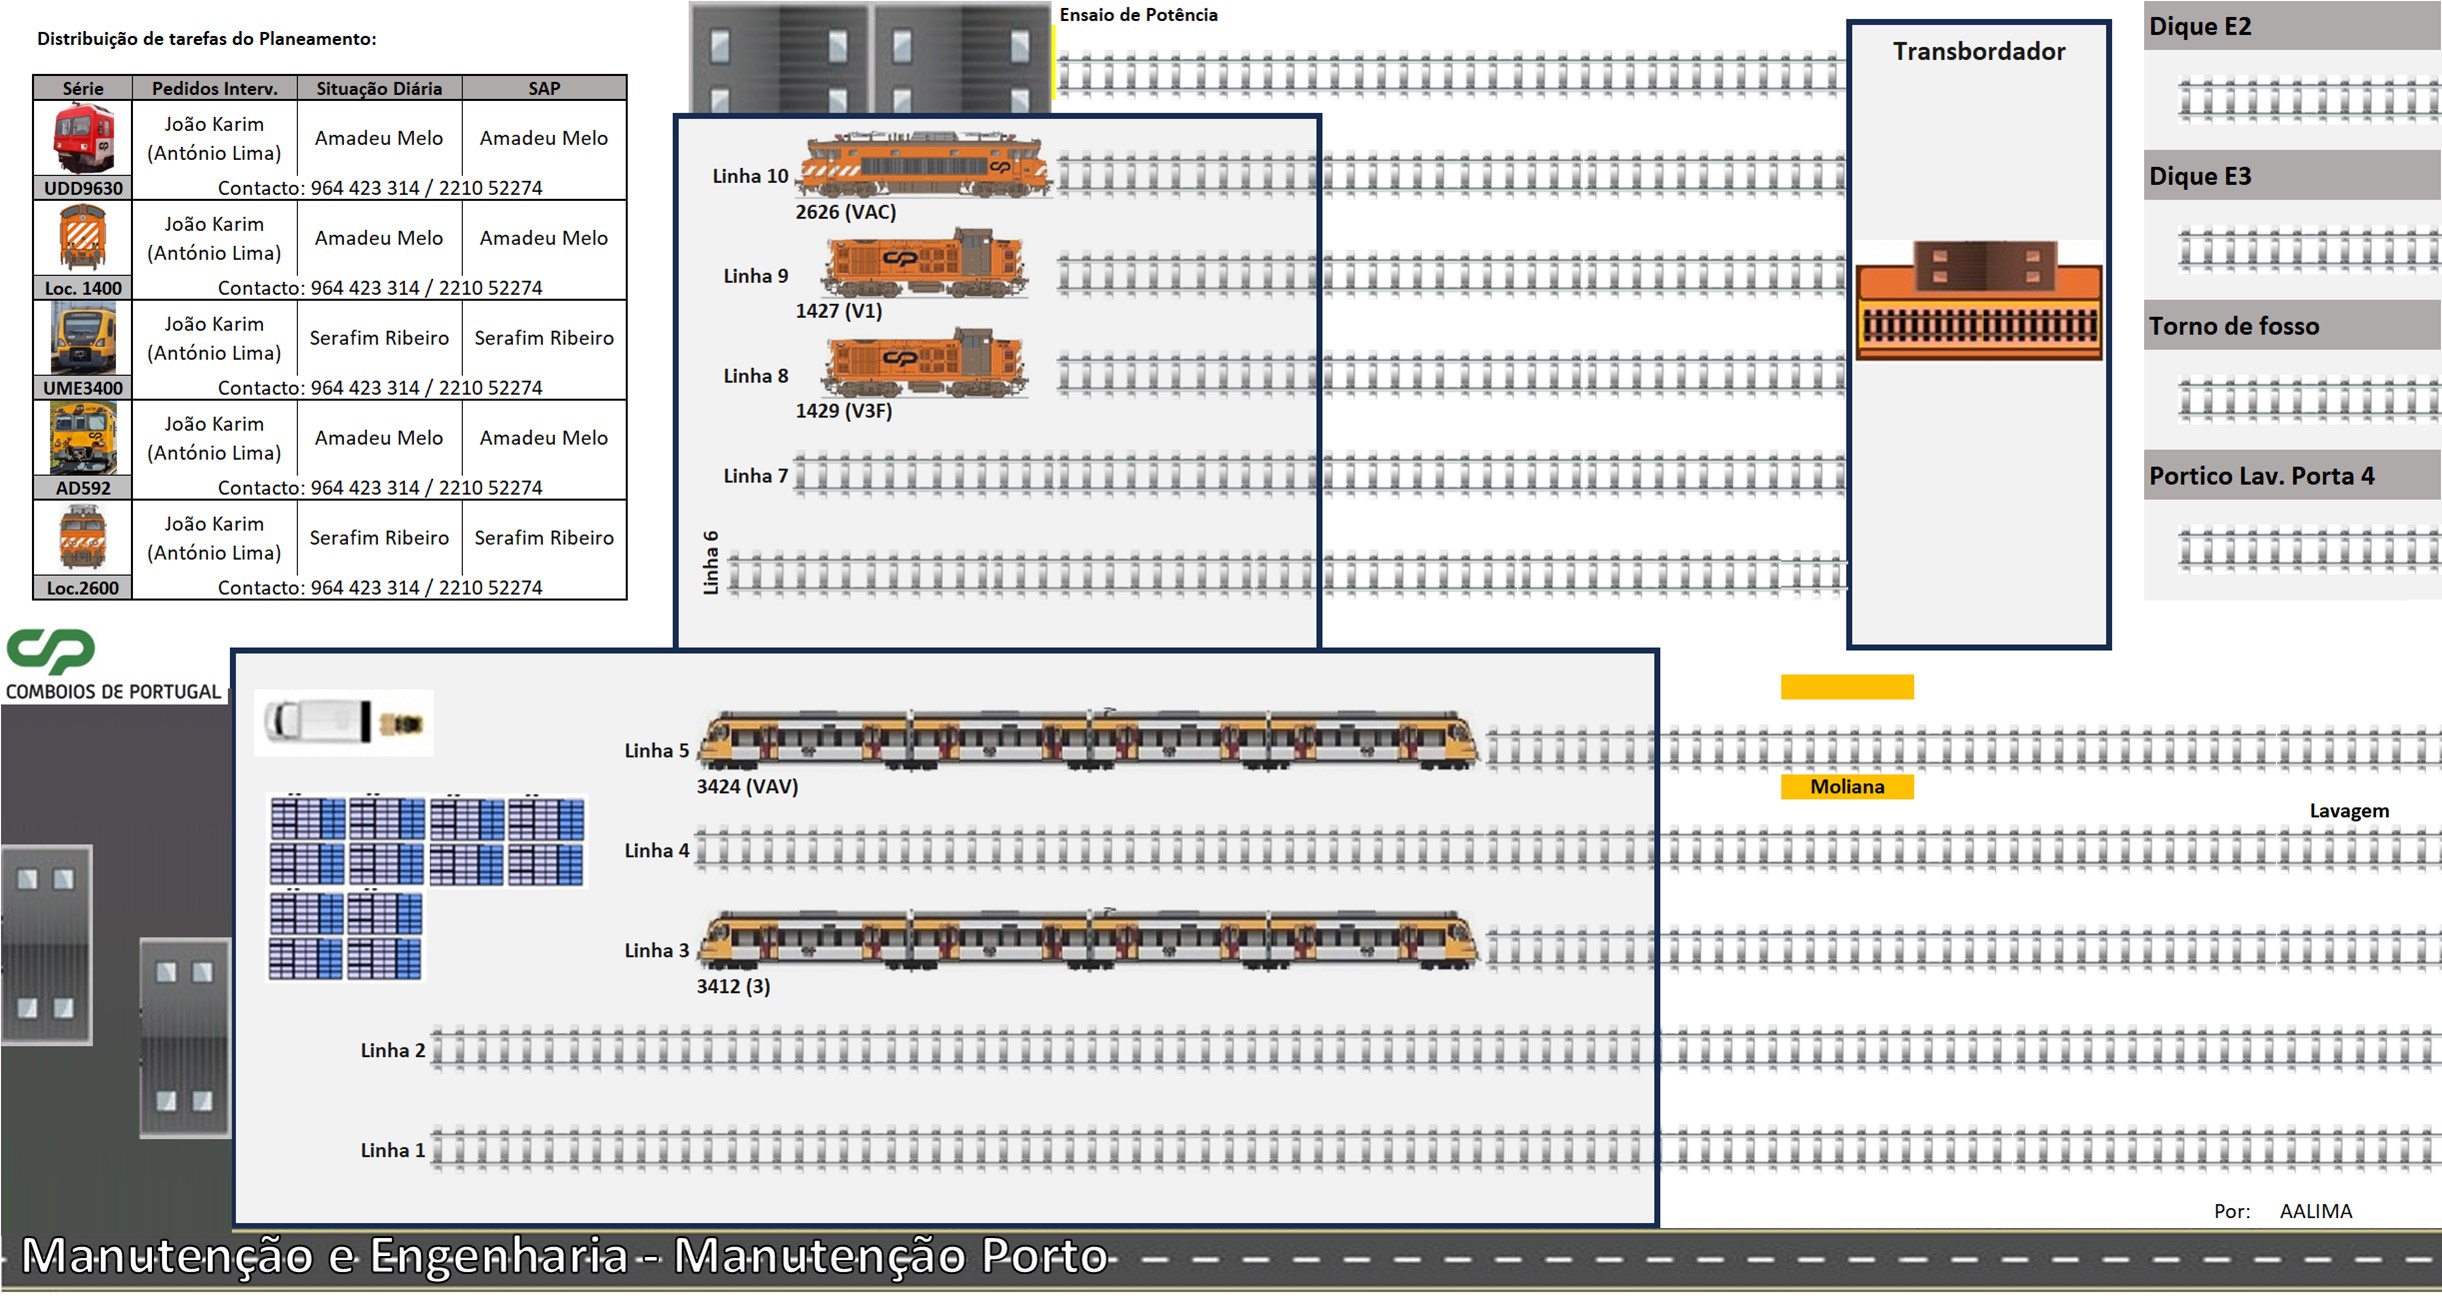 Distribuição de tarefas do Planeamento:
Série Pedidos Interv. Situação Diária SAP
João Karim
(António Lima) Amadeu Melo Amadeu Melo
UDD9630 Contacto: 964 423 314 / 2210 52274
João Karim
(António Lima) Amadeu Melo Amadeu Melo
Loc. 1400 Contacto: 964 423 314 / 2210 52274
João Karim
(António Lima) Serafim Ribeiro Serafim Ribeiro
UME3400 Contacto: 964 423 314 / 2210 52274
João Karim
(António Lima) Amadeu Melo Amadeu Melo
AD592 Contacto: 964 423 314 / 2210 52274
João Karim
(António Lima) Serafim Ribeiro Serafim Ribeiro
Loc.2600 Contacto: 964 423 314 / 2210 52274
Ensaio de Potência
Linha 10
CP
2626 (VAC)
Linha 9
CP
1427 (V1)
Linha 8
CP
1429 (V3F)
Linha 7
Linha 6
Transbordador
Dique E2
Dique E3
Torno de fosso
Portico Lav. Porta 4
CP
COMBOIOS DE PORTUGAL
Linha 5
3424 (VAV)
Moliana
Lavagem
Linha 4
Linha 3
3412 (3)
Linha 2
Linha 1
Por: AALIMA
Manutenção e Engenharia - Manutenção Porto